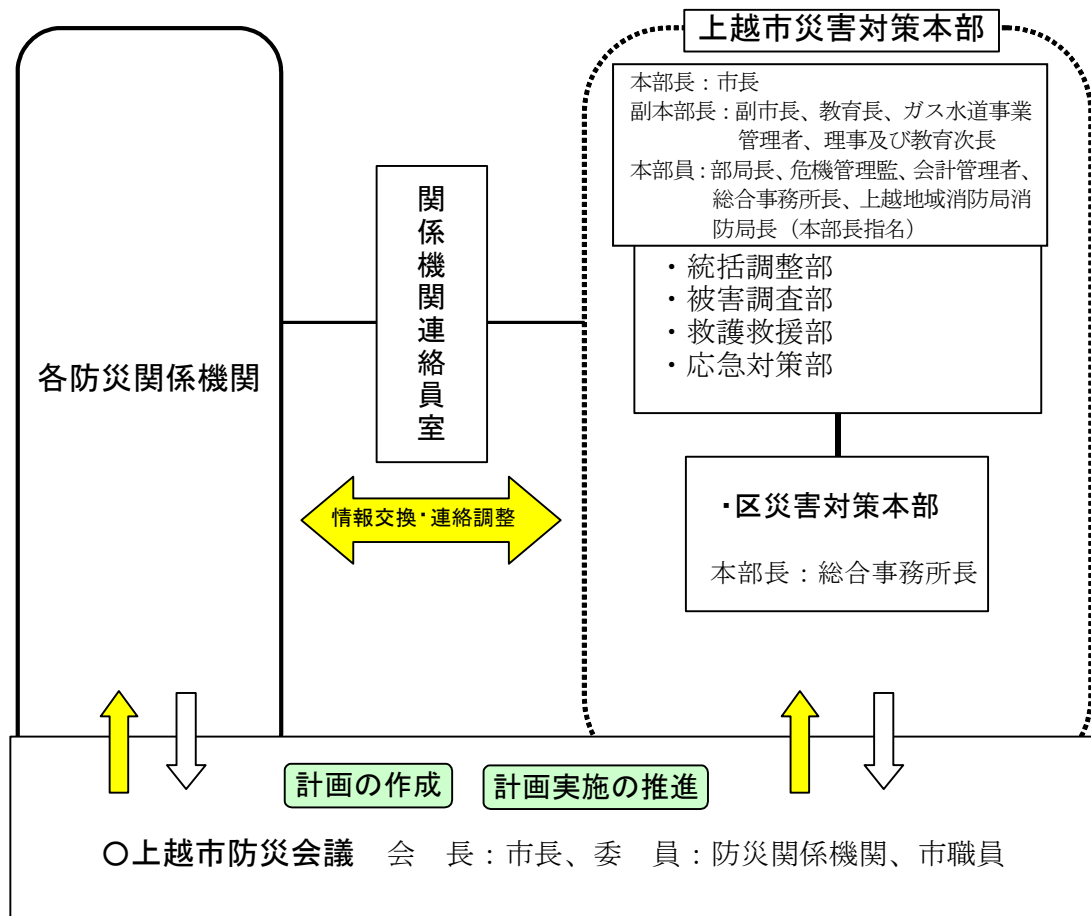 上越市災害対策本部
本部長：市長
副本部長：副市長、教育長、ガス水道事業
管理者、理事及び教育次長
本部員：部局長、危機管理監、会計管理者、
総合事務所長、上越地域消防局消
防局長（本部長指名）
・統括調整部
・被害調査部
・救護救援部
・応急対策部
関係機関連絡員室
各防災関係機関
情報交換・連絡調整
・区災害対策本部
本部長：総合事務所長
計画の作成
計画実施の推進
○上越市防災会議　会　長：市長、委　員：防災関係機関、市職員